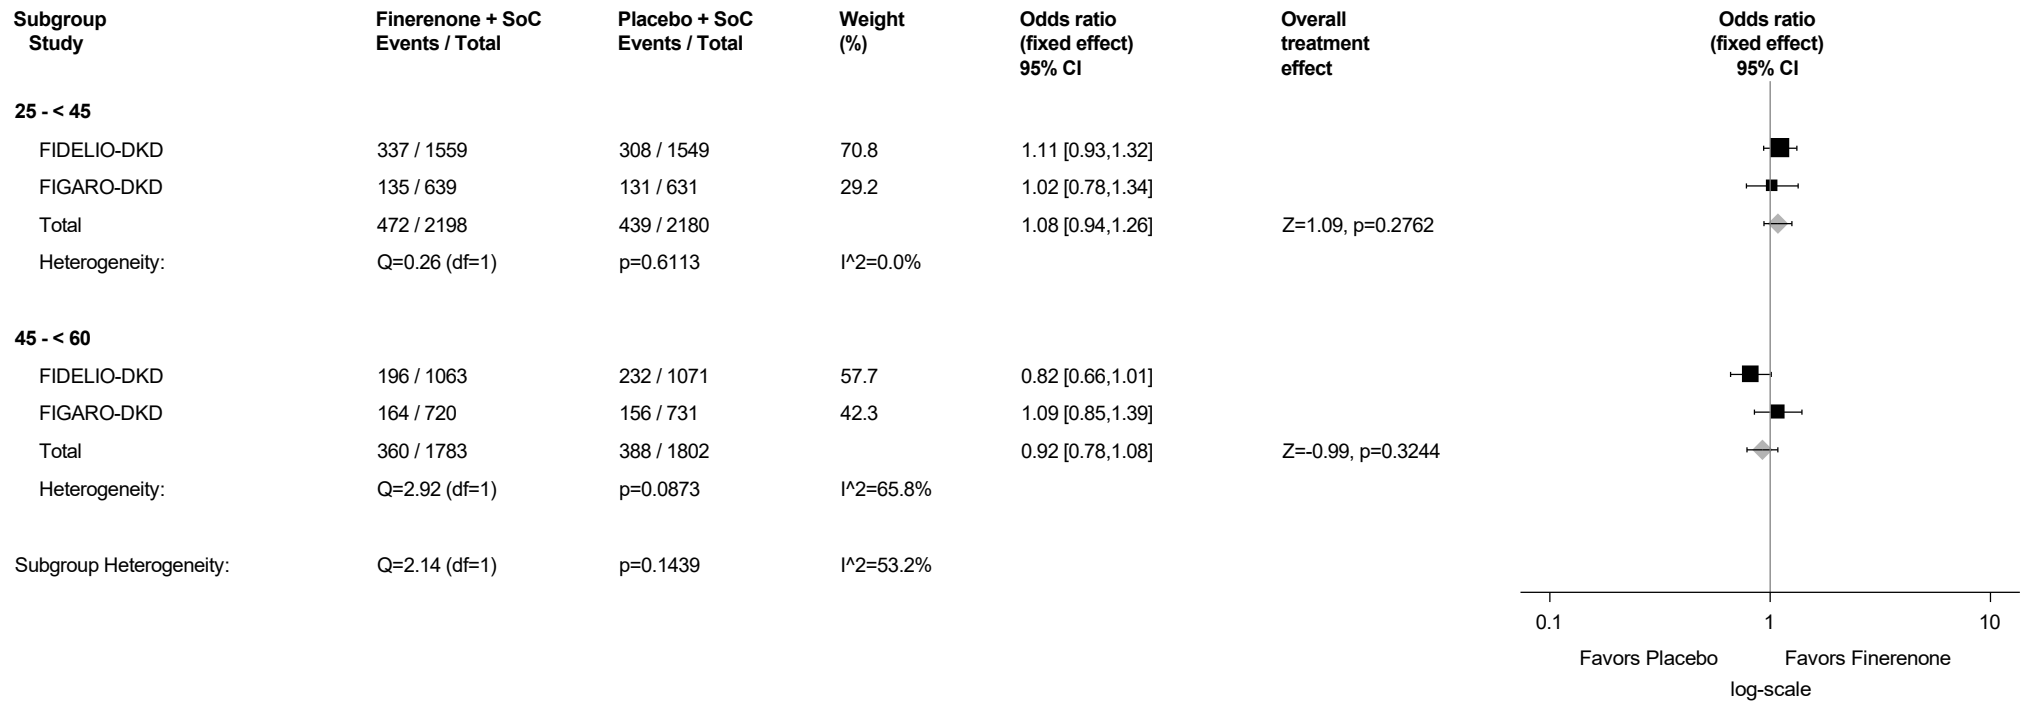 Subgroup Finerenone + SoC Placebo + SoC Weight Odds ratio Overall Odds ratio
Study Events / Total Events / Total (%) (fixed effect) treatment (fixed effect)
95% CI effect 95% CI
25 - < 45
FIDELIO-DKD 337 / 1559 308 / 1549 70.8 1.11 [0.93,1.32]
FIGARO-DKD 135 / 639 131 / 631 29.2 1.02 [0.78,1.34]
Total 472 / 2198 439 / 2180 1.08 [0.94,1.26] Z=1.09, p=0.2762
Heterogeneity: Q=0.26 (df=1) p=0.6113 I^2=0.0%
45 - < 60
FIDELIO-DKD 196 / 1063 232 / 1071 57.7 0.82 [0.66,1.01]
FIGARO-DKD 164 / 720 156 / 731 42.3 1.09 [0.85,1.39]
Total 360 / 1783 388 / 1802 0.92 [0.78,1.08] Z=-0.99, p=0.3244
Heterogeneity: Q=2.92 (df=1) p=0.0873 I^2=65.8%
Subgroup Heterogeneity: Q=2.14 (df=1) p=0.1439 I^2=53.2%
0.1 1 10
Favors Placebo Favors Finerenone
log-scale